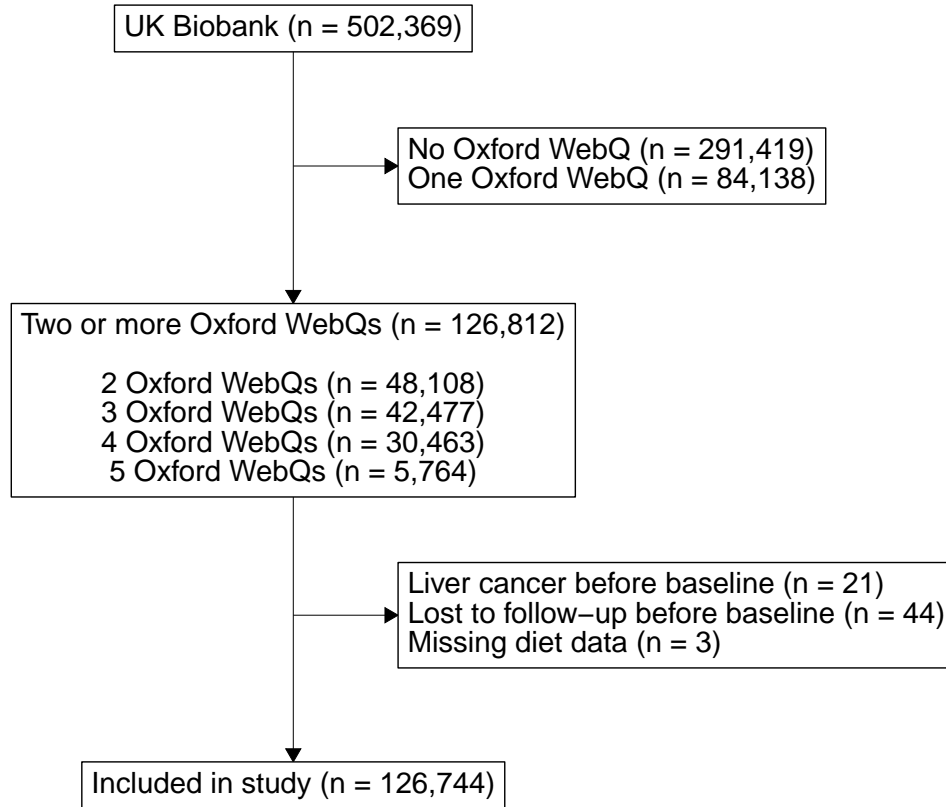 UK Biobank (n = 502,369)
No Oxford WebQ (n = 291,419)
One Oxford WebQ (n = 84,138)
Two or more Oxford WebQs (n = 126,812)
2 Oxford WebQs (n = 48,108)
3 Oxford WebQs (n = 42,477)
4 Oxford WebQs (n = 30,463)
5 Oxford WebQs (n = 5,764)
Liver cancer before baseline (n = 21)
Lost to follow−up before baseline (n = 44)
Missing diet data (n = 3)
Included in study (n = 126,744)